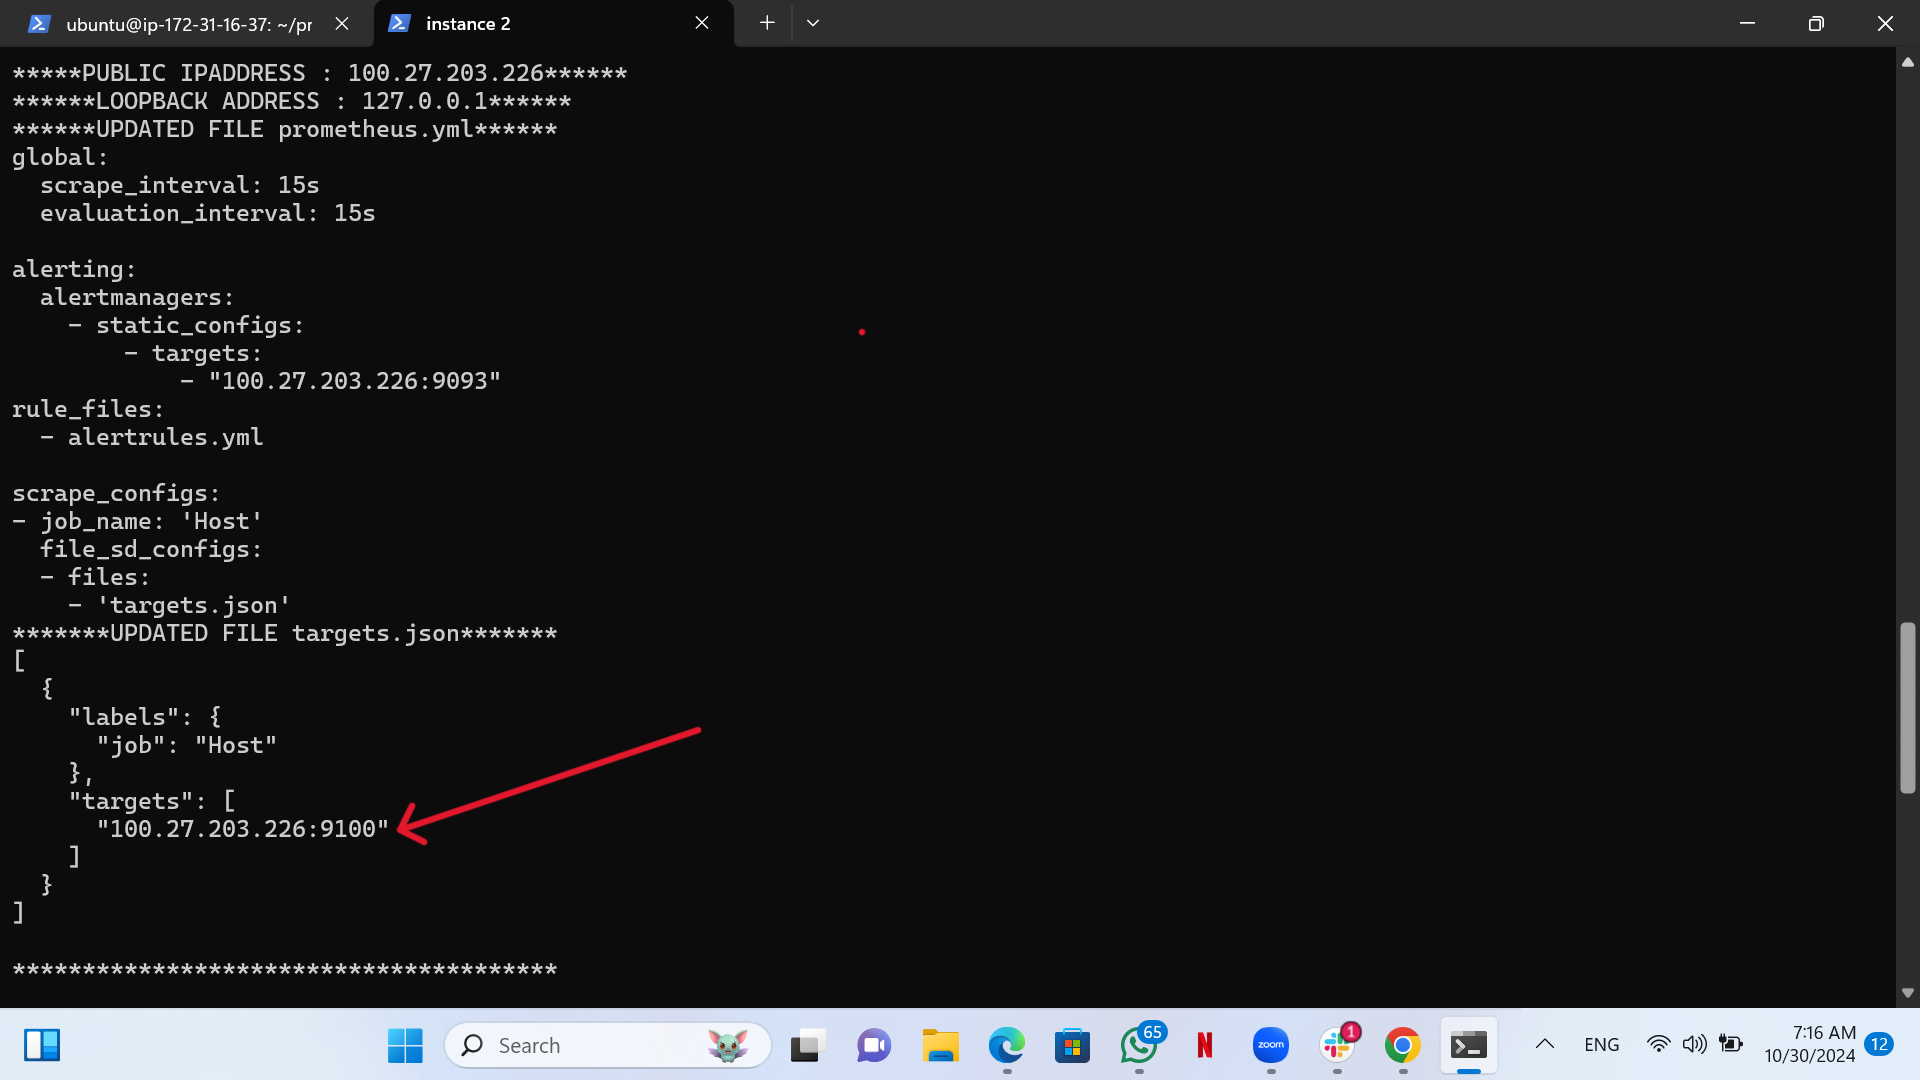 ubuntu@ip-172-31-16-37: ~/pr
instance 2
*****PUBLIC IPADDRESS : 100.27.203.226******
******LOOPBACK ADDRESS : 127.0.0.1******
******UPDATED FILE prometheus.yml******
global:
  scrape_interval: 15s
  evaluation_interval: 15s

alerting:
  alertmanagers:
    - static_configs:
        - targets:
            - "100.27.203.226:9093"
rule_files:
  - alertrules.yml

scrape_configs:
- job_name: 'Host'
  file_sd_configs:
  - files:
    - 'targets.json'
*******UPDATED FILE targets.json*******
[
  {
    "labels": {
      "job": "Host"
    },
    "targets": [
      "100.27.203.226:9100"
    ]
  }
]

***************************************
Search
65
N
zoom
1
ENG
7:16 AM
10/30/2024
12